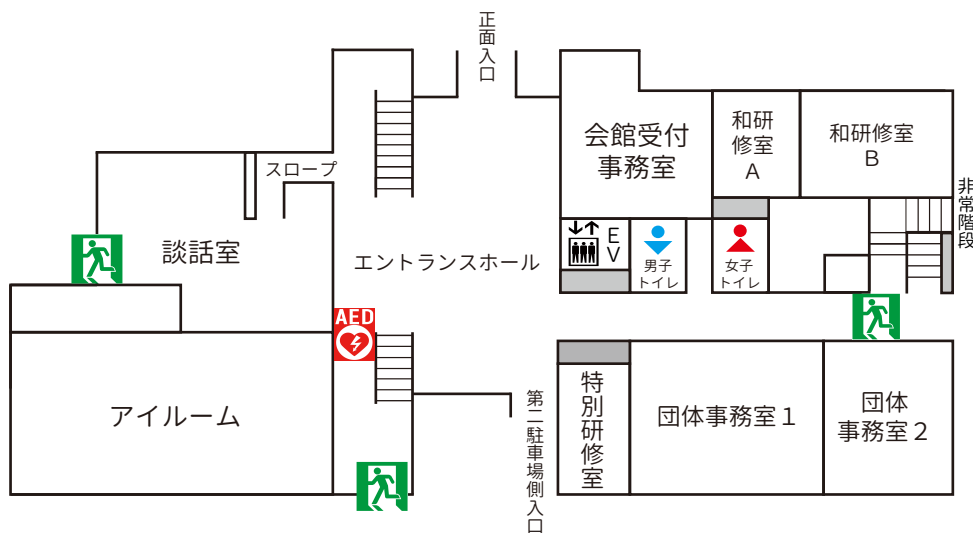 正面入口
会館受付
事務室
和研
修室
A
和研修室
B
スロープ
非常階段
談話室
エントランスホール
EV
男子
トイレ
女子
トイレ
AED
アイルーム
第二駐車場側入口
特別研修室
団体事務室1
団体
事務室2